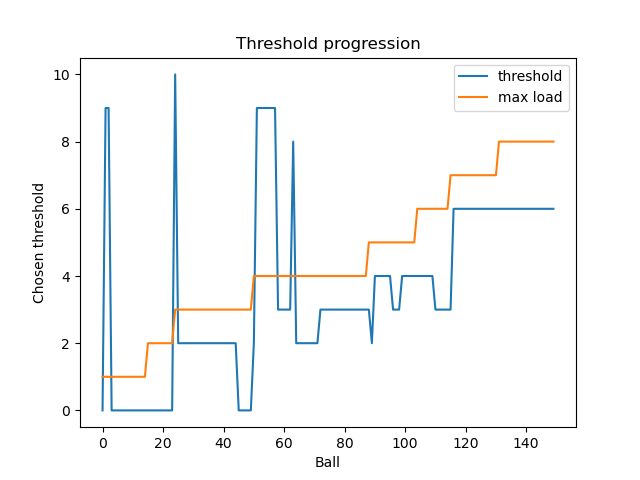 Threshold progression
threshold
max load
Chosen threshold
10
8
6
4
2
0
0 20 40 60 80 100 120 140
Ball